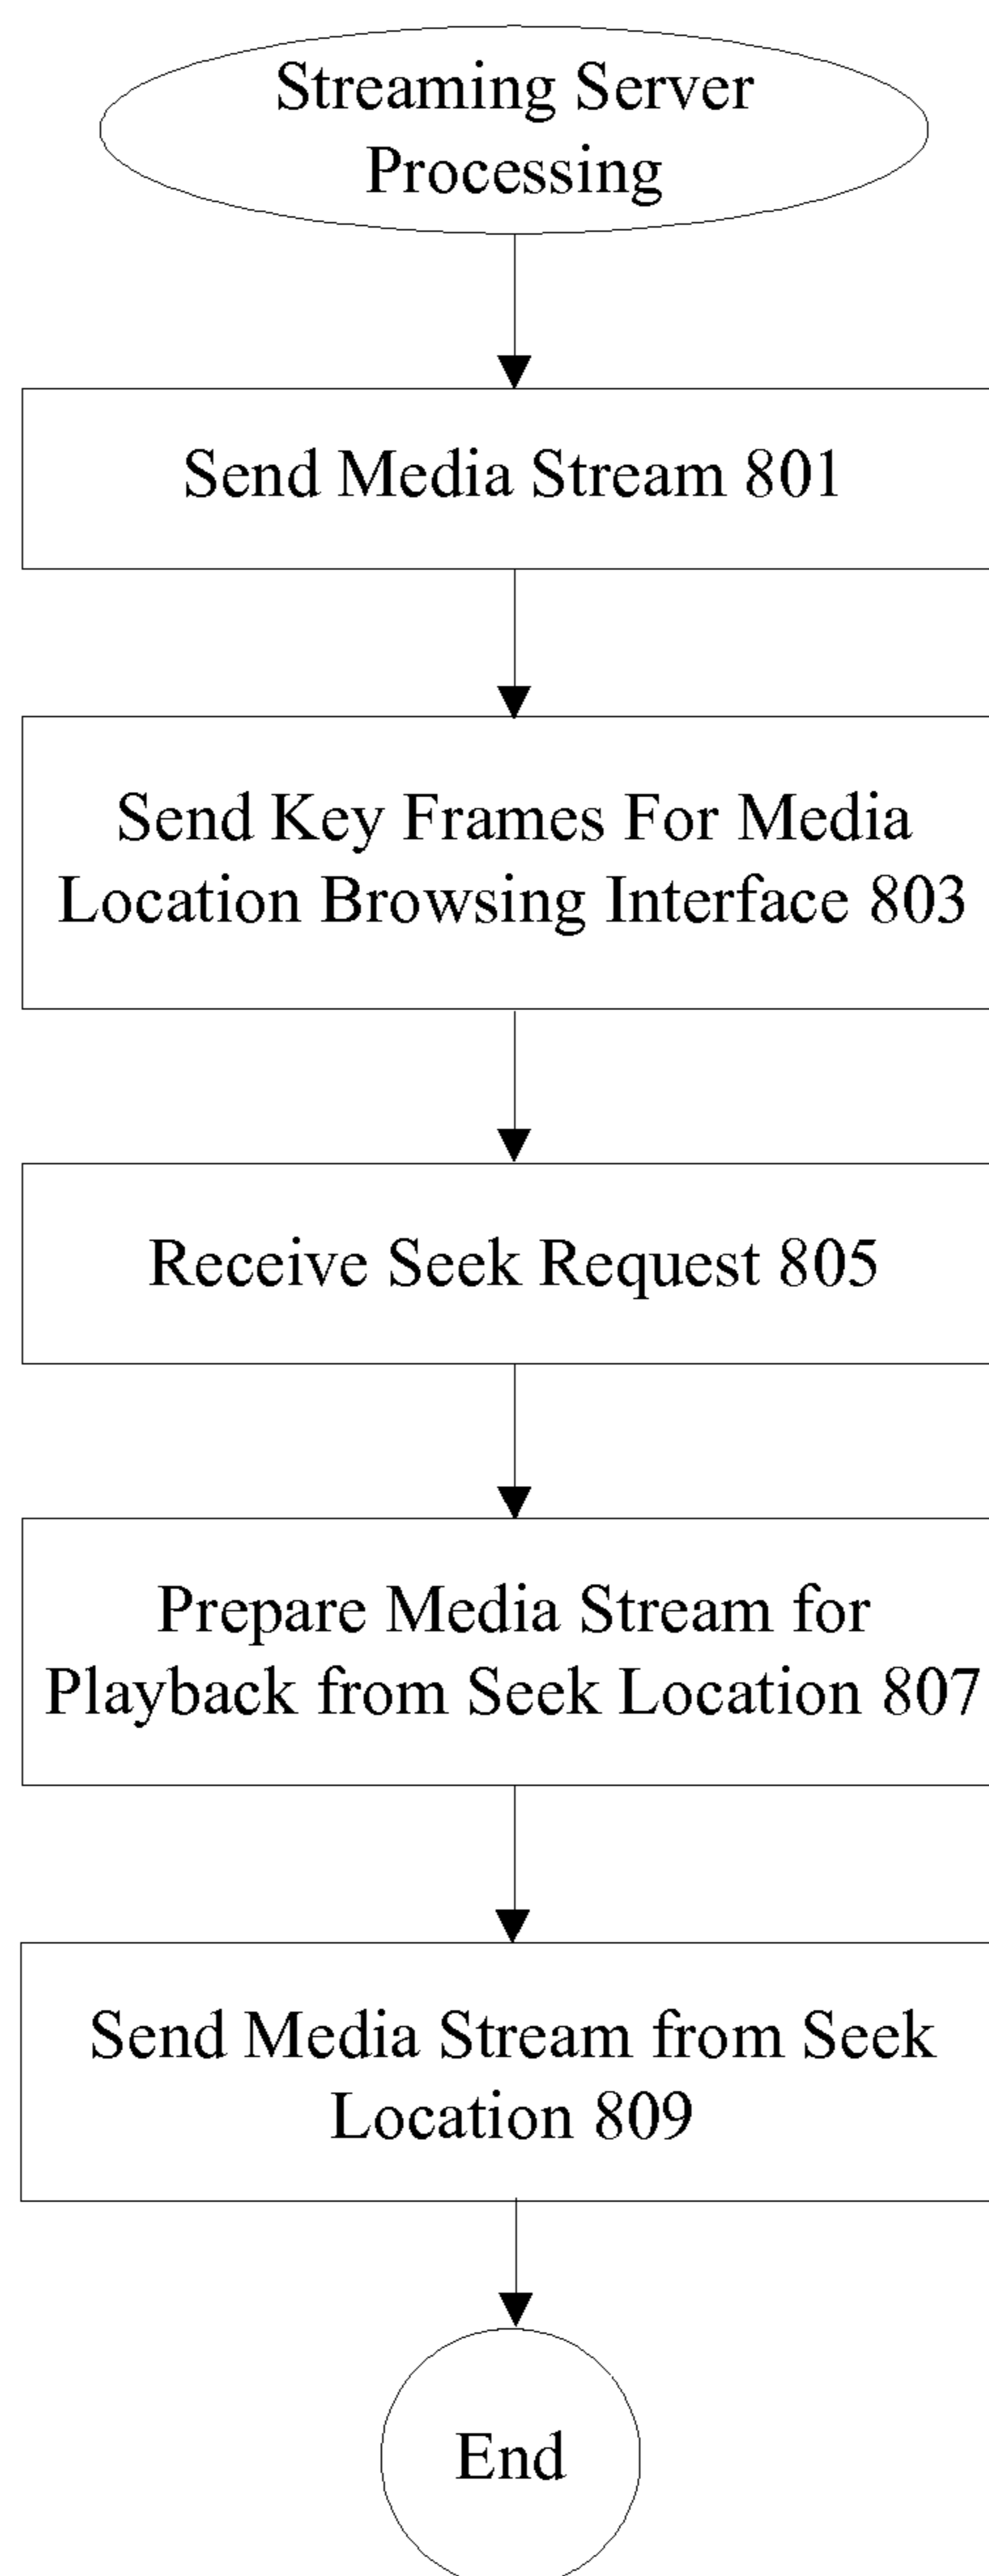 Streaming Server
Processing
Send Media Stream 801
Send Key Frames For Media
Location Browsing Interface 803
Receive Seek Request 805
Prepare Media Stream for
Playback from Seek Location 807
Send Media Stream from Seek
Location 809
End